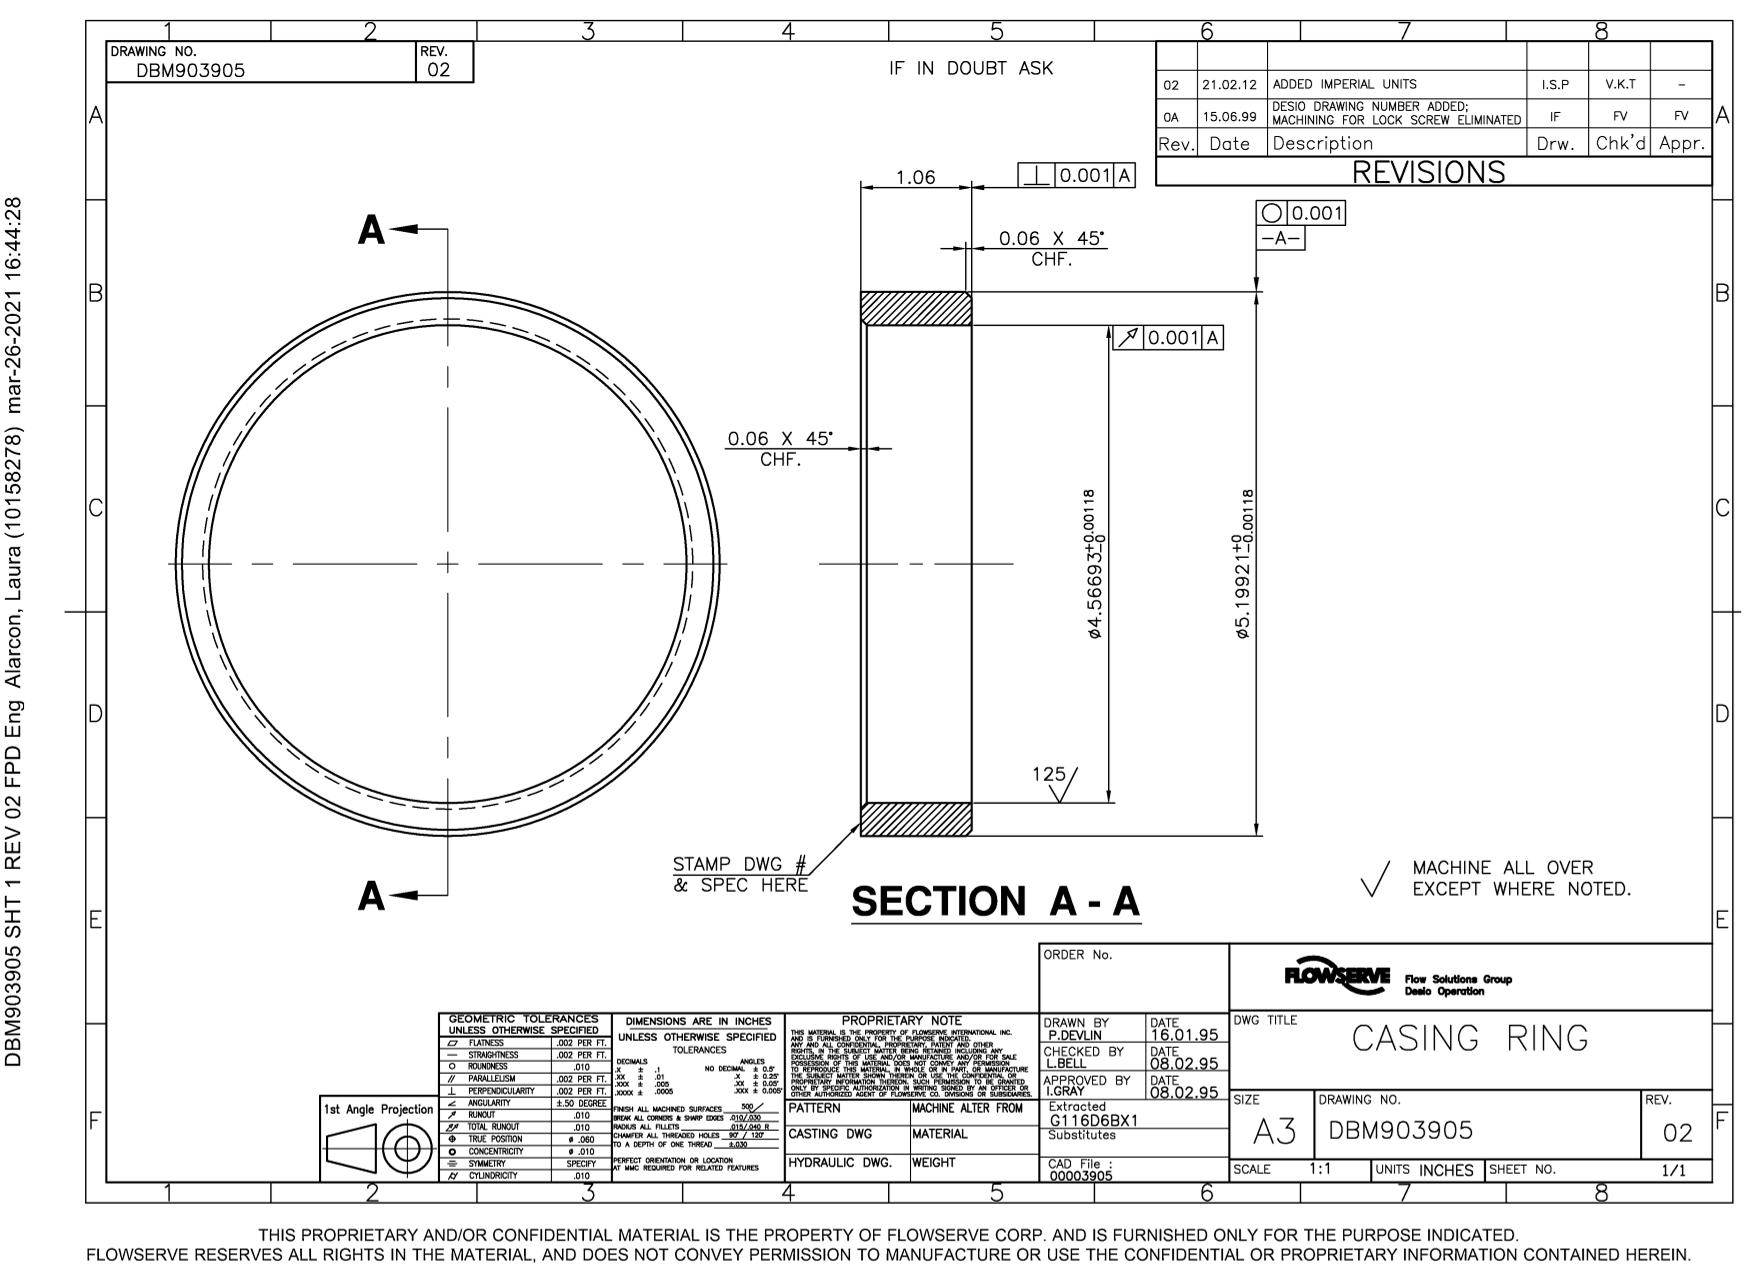 DBM903905 SHT 1 REV 02 FPD Eng  Alarcon, Laura (10158278)  mar-26-2021 16:44:28
1 2 3 4 5 6 7 8
DRAWING NO.
DBM903905
REV.
02
IF IN DOUBT ASK
02 21.02.12 ADDED IMPERIAL UNITS I.S.P V.K.T -
0A 15.06.99 DESIO DRAWING NUMBER ADDED;
MACHINING FOR LOCK SCREW ELIMINATED IF FV FV
Rev. Date Description Drw. Chk'd Appr.
REVISIONS
A
B
C
D
E
F
A
B
C
D
E
F
A
A
1.06
⊥ 0.001 A
0.06 X 45°
CHF.
○ 0.001
-A-
↗ 0.001 A
0.06 X 45°
CHF.
ø4.56693+0.00118
-0
ø5.19921+0
-0.00118
125
STAMP DWG #
& SPEC HERE
SECTION A - A
MACHINE ALL OVER
EXCEPT WHERE NOTED.
1st Angle Projection
GEOMETRIC TOLERANCES
UNLESS OTHERWISE SPECIFIED
FLATNESS .002 PER FT.
STRAIGHTNESS .002 PER FT.
ROUNDNESS .010
PARALLELISM .002 PER FT.
PERPENDICULARITY .002 PER FT.
ANGULARITY ±.50 DEGREE
RUNOUT .010
TOTAL RUNOUT .010
TRUE POSITION ø .060
CONCENTRICITY ø .010
SYMMETRY SPECIFY
CYLINDRICITY .010
DIMENSIONS ARE IN INCHES
UNLESS OTHERWISE SPECIFIED
TOLERANCES
DECIMALS ANGLES
.X ± .1 NO DECIMAL ± 0.5°
.XX ± .01 .X ± 0.25°
.XXX ± .005 .XX ± 0.05°
.XXXX ± .0005 .XXX ± 0.005°
FINISH ALL MACHINED SURFACES 500
BREAK ALL CORNERS & SHARP EDGES .010/.030
RADIUS ALL FILLETS .015/.040 R
CHAMFER ALL THREADED HOLES 90° / 120°
TO A DEPTH OF ONE THREAD ±.030
PERFECT ORIENTATION OR LOCATION
AT MMC REQUIRED FOR RELATED FEATURES
PROPRIETARY NOTE
THIS MATERIAL IS THE PROPERTY OF FLOWSERVE INTERNATIONAL INC.
AND IS FURNISHED ONLY FOR THE PURPOSE INDICATED.
ANY AND ALL CONFIDENTIAL, PROPRIETARY, PATENT AND OTHER
RIGHTS, IN THE SUBJECT MATTER BEING RETAINED INCLUDING ANY
EXCLUSIVE RIGHTS OF USE AND/OR MANUFACTURE AND/OR FOR SALE
POSSESSION OF THIS MATERIAL DOES NOT CONVEY ANY PERMISSION
TO REPRODUCE THIS MATERIAL, IN WHOLE OR IN PART, OR MANUFACTURE
THE SUBJECT MATTER SHOWN THEREIN OR USE THE CONFIDENTIAL OR
PROPRIETARY INFORMATION THEREON. SUCH PERMISSION TO BE GRANTED
ONLY BY SPECIFIC AUTHORIZATION IN WRITING SIGNED BY AN OFFICER OR
OTHER AUTHORIZED AGENT OF FLOWSERVE CO. DIVISIONS OR SUBSIDIARIES.
PATTERN MACHINE ALTER FROM
CASTING DWG MATERIAL
HYDRAULIC DWG. WEIGHT
ORDER No.
DRAWN BY
P.DEVLIN
DATE
16.01.95
CHECKED BY
L.BELL
DATE
08.02.95
APPROVED BY
I.GRAY
DATE
08.02.95
Extracted
G116D6BX1
Substitutes
CAD File :
00003905
FLOWSERVE
Flow Solutions Group
Desio Operation
DWG TITLE
CASING RING
SIZE
A3
DRAWING NO.
DBM903905
REV.
02
SCALE 1:1 UNITS INCHES SHEET NO. 1/1
1 2 3 4 5 6 7 8
THIS PROPRIETARY AND/OR CONFIDENTIAL MATERIAL IS THE PROPERTY OF FLOWSERVE CORP. AND IS FURNISHED ONLY FOR THE PURPOSE INDICATED.
FLOWSERVE RESERVES ALL RIGHTS IN THE MATERIAL, AND DOES NOT CONVEY PERMISSION TO MANUFACTURE OR USE THE CONFIDENTIAL OR PROPRIETARY INFORMATION CONTAINED HEREIN.